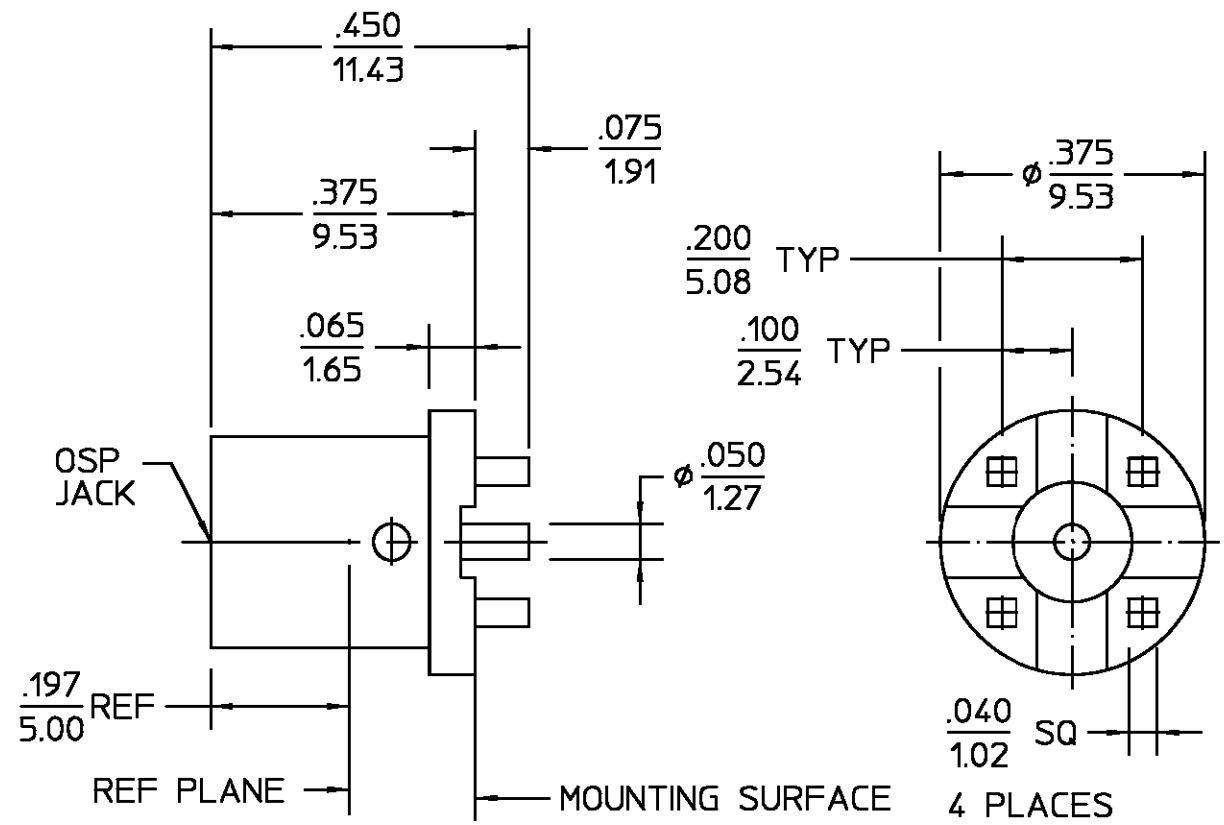 .450
11.43
.075
1.91
.375
9.53
⌀ .375
9.53
.200
5.08 TYP
.100
2.54 TYP
.065
1.65
OSP
JACK
⌀ .050
1.27
.197
5.00 REF
.040
1.02 SQ
REF PLANE
MOUNTING SURFACE
4 PLACES